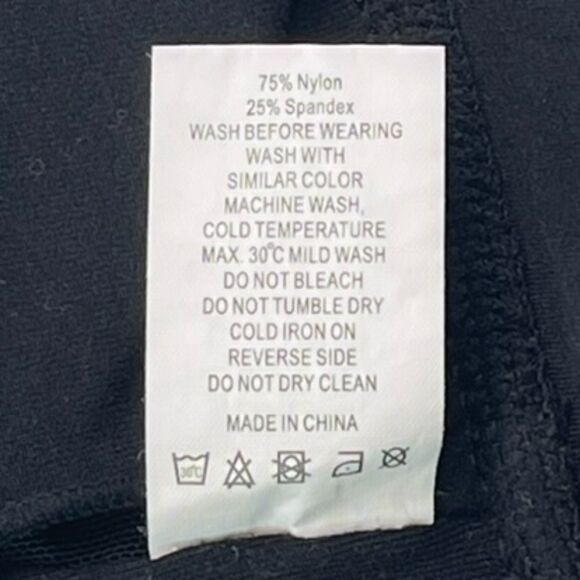 75% Nylon
25% Spandex
WASH BEFORE WEARING
WASH WITH
SIMILAR COLOR
MACHINE WASH,
COLD TEMPERATURE
MAX. 30°C MILD WASH
DO NOT BLEACH
DO NOT TUMBLE DRY
COLD IRON ON
REVERSE SIDE
DO NOT DRY CLEAN
MADE IN CHINA
30°C